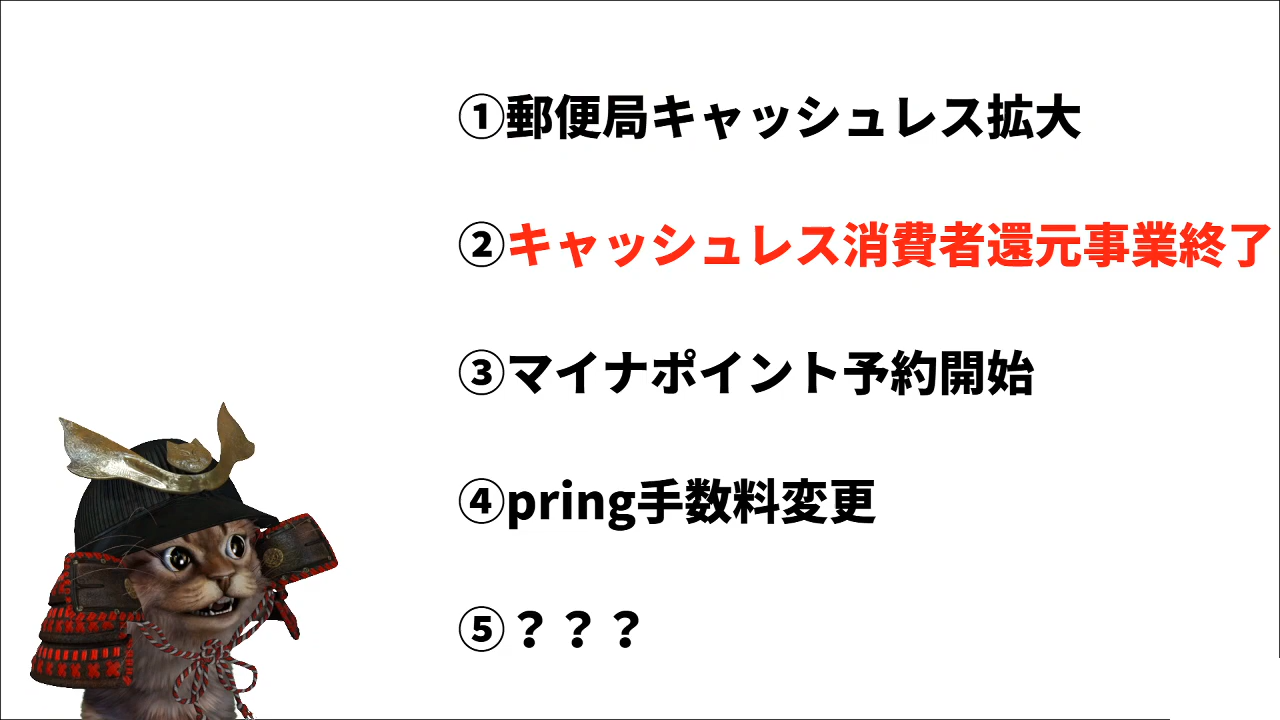 ①郵便局キャッシュレス拡大
②キャッシュレス消費者還元事業終了
③マイナポイント予約開始
④pring手数料変更
⑤？？？